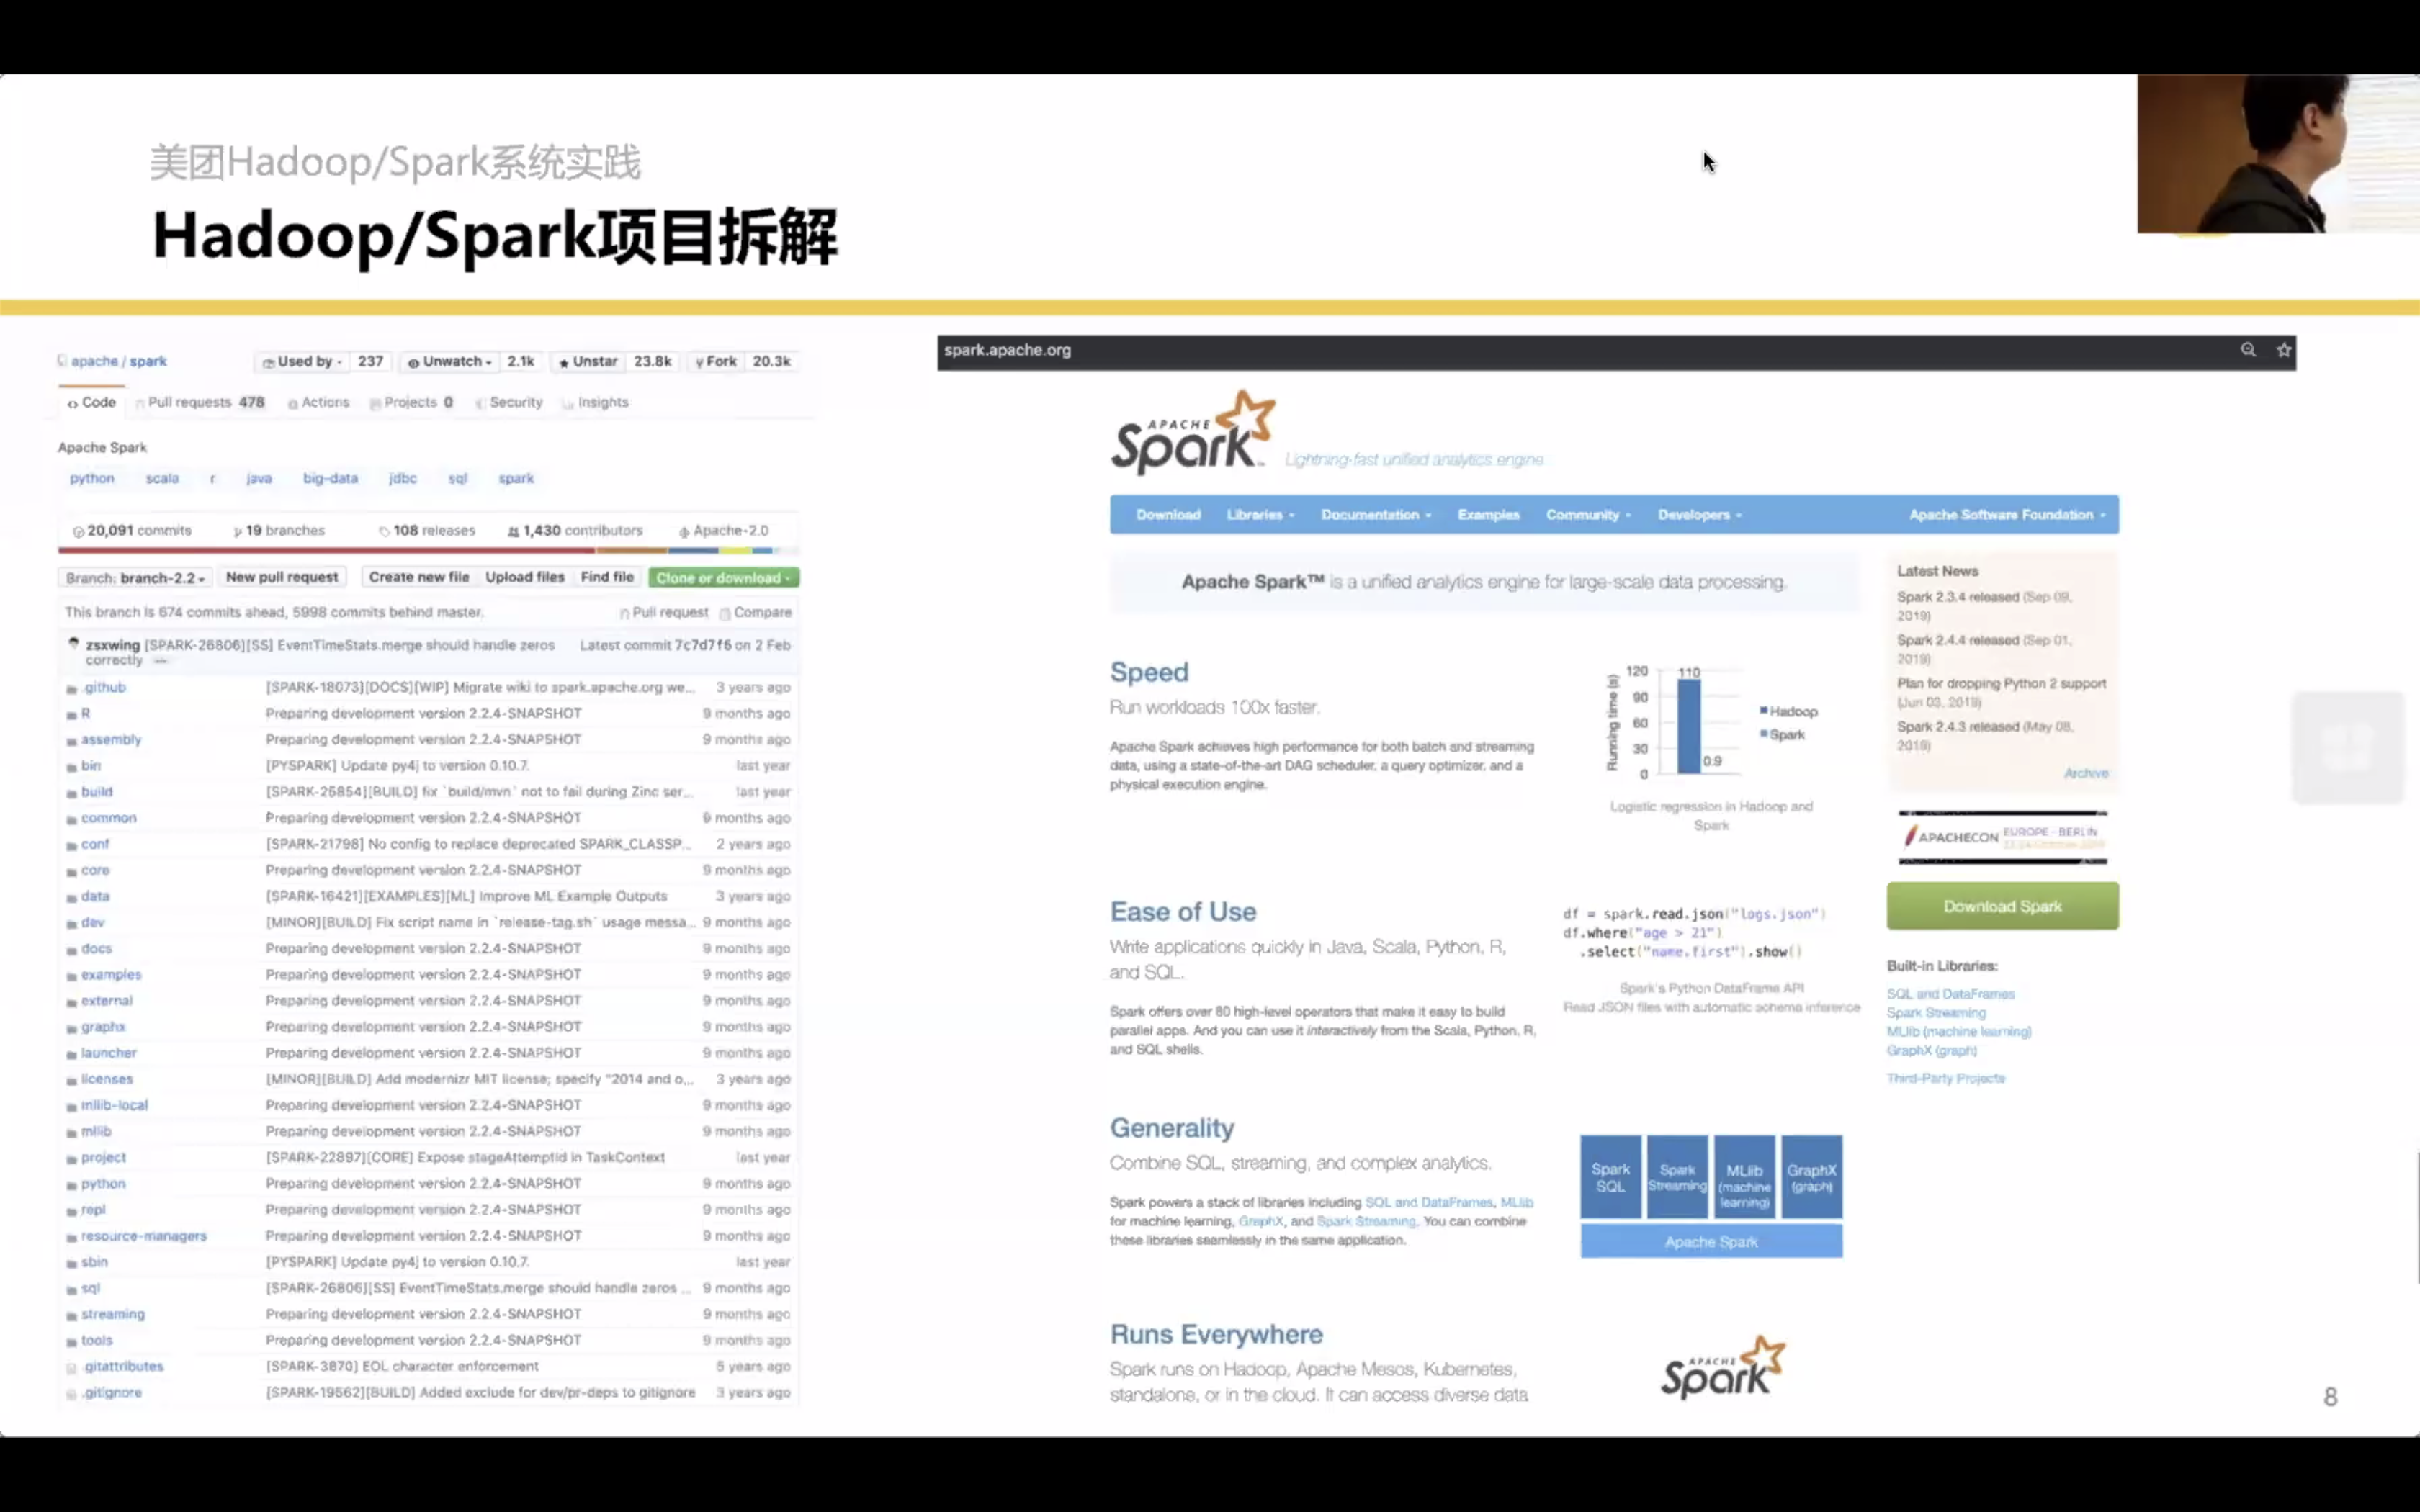 美团Hadoop/Spark系统实践
Hadoop/Spark项目拆解
apache / spark
Used by 237
Unwatch 2.1k
Unstar 23.8k
Fork 20.3k
Code
Pull requests 478
Actions
Projects 0
Security
Insights
Apache Spark
python scala r java big-data jdbc sql spark
20,091 commits
19 branches
108 releases
1,430 contributors
Apache-2.0
Branch: branch-2.2
New pull request
Create new file
Upload files
Find file
Clone or download
This branch is 674 commits ahead, 5998 commits behind master.
Pull request
Compare
zsxwing [SPARK-26806][SS] EventTimeStats.merge should handle zeros
correctly
Latest commit 7c7d7f6 on 2 Feb
.github [SPARK-18073][DOCS][WIP] Migrate wiki to spark.apache.org we... 3 years ago
R Preparing development version 2.2.4-SNAPSHOT 9 months ago
assembly Preparing development version 2.2.4-SNAPSHOT 9 months ago
bin [PYSPARK] Update py4j to version 0.10.7. last year
build [SPARK-25854][BUILD] fix `build/mvn` not to fail during Zinc ser... last year
common Preparing development version 2.2.4-SNAPSHOT 9 months ago
conf [SPARK-21798] No config to replace deprecated SPARK_CLASSP... 2 years ago
core Preparing development version 2.2.4-SNAPSHOT 9 months ago
data [SPARK-16421][EXAMPLES][ML] Improve ML Example Outputs 3 years ago
dev [MINOR][BUILD] Fix script name in `release-tag.sh` usage messa... 9 months ago
docs Preparing development version 2.2.4-SNAPSHOT 9 months ago
examples Preparing development version 2.2.4-SNAPSHOT 9 months ago
external Preparing development version 2.2.4-SNAPSHOT 9 months ago
graphx Preparing development version 2.2.4-SNAPSHOT 9 months ago
launcher Preparing development version 2.2.4-SNAPSHOT 9 months ago
licenses [MINOR][BUILD] Add modernizr MIT license; specify "2014 and o... 3 years ago
mllib-local Preparing development version 2.2.4-SNAPSHOT 9 months ago
mllib Preparing development version 2.2.4-SNAPSHOT 9 months ago
project [SPARK-22897][CORE] Expose stageAttemptId in TaskContext last year
python Preparing development version 2.2.4-SNAPSHOT 9 months ago
repl Preparing development version 2.2.4-SNAPSHOT 9 months ago
resource-managers Preparing development version 2.2.4-SNAPSHOT 9 months ago
sbin [PYSPARK] Update py4j to version 0.10.7. last year
sql [SPARK-26806][SS] EventTimeStats.merge should handle zeros ... 9 months ago
streaming Preparing development version 2.2.4-SNAPSHOT 9 months ago
tools Preparing development version 2.2.4-SNAPSHOT 9 months ago
.gitattributes [SPARK-3870] EOL character enforcement 5 years ago
.gitignore [SPARK-19562][BUILD] Added exclude for dev/pr-deps to gitignore 3 years ago
spark.apache.org
APACHE
Spark
Lightning-fast unified analytics engine
Download Libraries Documentation Examples Community Developers Apache Software Foundation
Apache Spark™ is a unified analytics engine for large-scale data processing.
Speed
Run workloads 100x faster.
Apache Spark achieves high performance for both batch and streaming
data, using a state-of-the-art DAG scheduler, a query optimizer, and a
physical execution engine.
Running time (s)
120
90
60
30
0
110
0.9
Hadoop
Spark
Logistic regression in Hadoop and
Spark
Ease of Use
Write applications quickly in Java, Scala, Python, R,
and SQL.
Spark offers over 80 high-level operators that make it easy to build
parallel apps. And you can use it interactively from the Scala, Python, R,
and SQL shells.
df = spark.read.json("logs.json")
df.where("age > 21")
.select("name.first").show()
Spark's Python DataFrame API
Read JSON files with automatic schema inference
Generality
Combine SQL, streaming, and complex analytics.
Spark powers a stack of libraries including SQL and DataFrames, MLlib
for machine learning, GraphX, and Spark Streaming. You can combine
these libraries seamlessly in the same application.
Spark
SQL
Spark
Streaming
MLlib
(machine
learning)
GraphX
(graph)
Apache Spark
Runs Everywhere
Spark runs on Hadoop, Apache Mesos, Kubernetes,
standalone, or in the cloud. It can access diverse data
APACHE
Spark
Latest News
Spark 2.3.4 released (Sep 09,
2019)
Spark 2.4.4 released (Sep 01,
2019)
Plan for dropping Python 2 support
(Jun 03, 2019)
Spark 2.4.3 released (May 08,
2019)
Archive
APACHECON EUROPE - BERLIN
Download Spark
Built-in Libraries:
SQL and DataFrames
Spark Streaming
MLlib (machine learning)
GraphX (graph)
Third-Party Projects
8